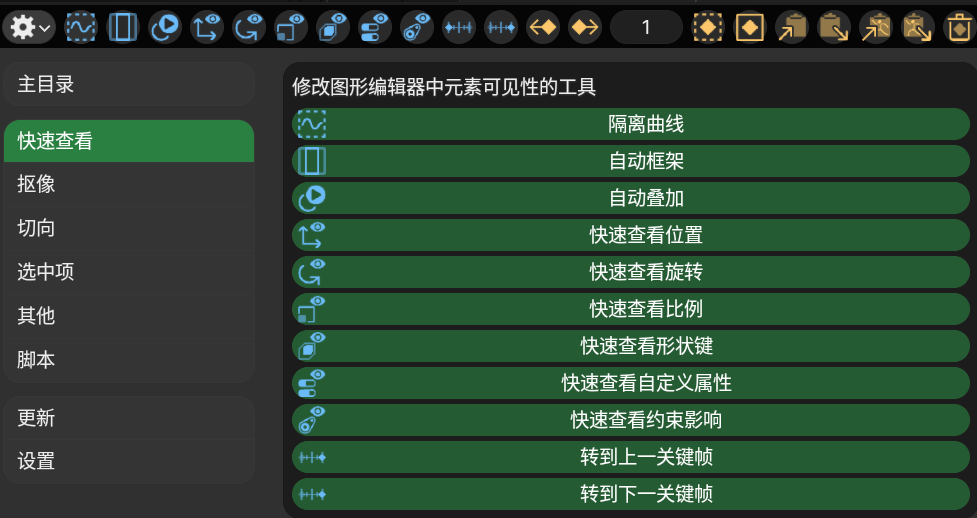 1
主目录
快速查看
抠像
切向
选中项
其他
脚本
更新
设置
修改图形编辑器中元素可见性的工具
隔离曲线
自动框架
自动叠加
快速查看位置
快速查看旋转
快速查看比例
快速查看形状键
快速查看自定义属性
快速查看约束影响
转到上一关键帧
转到下一关键帧